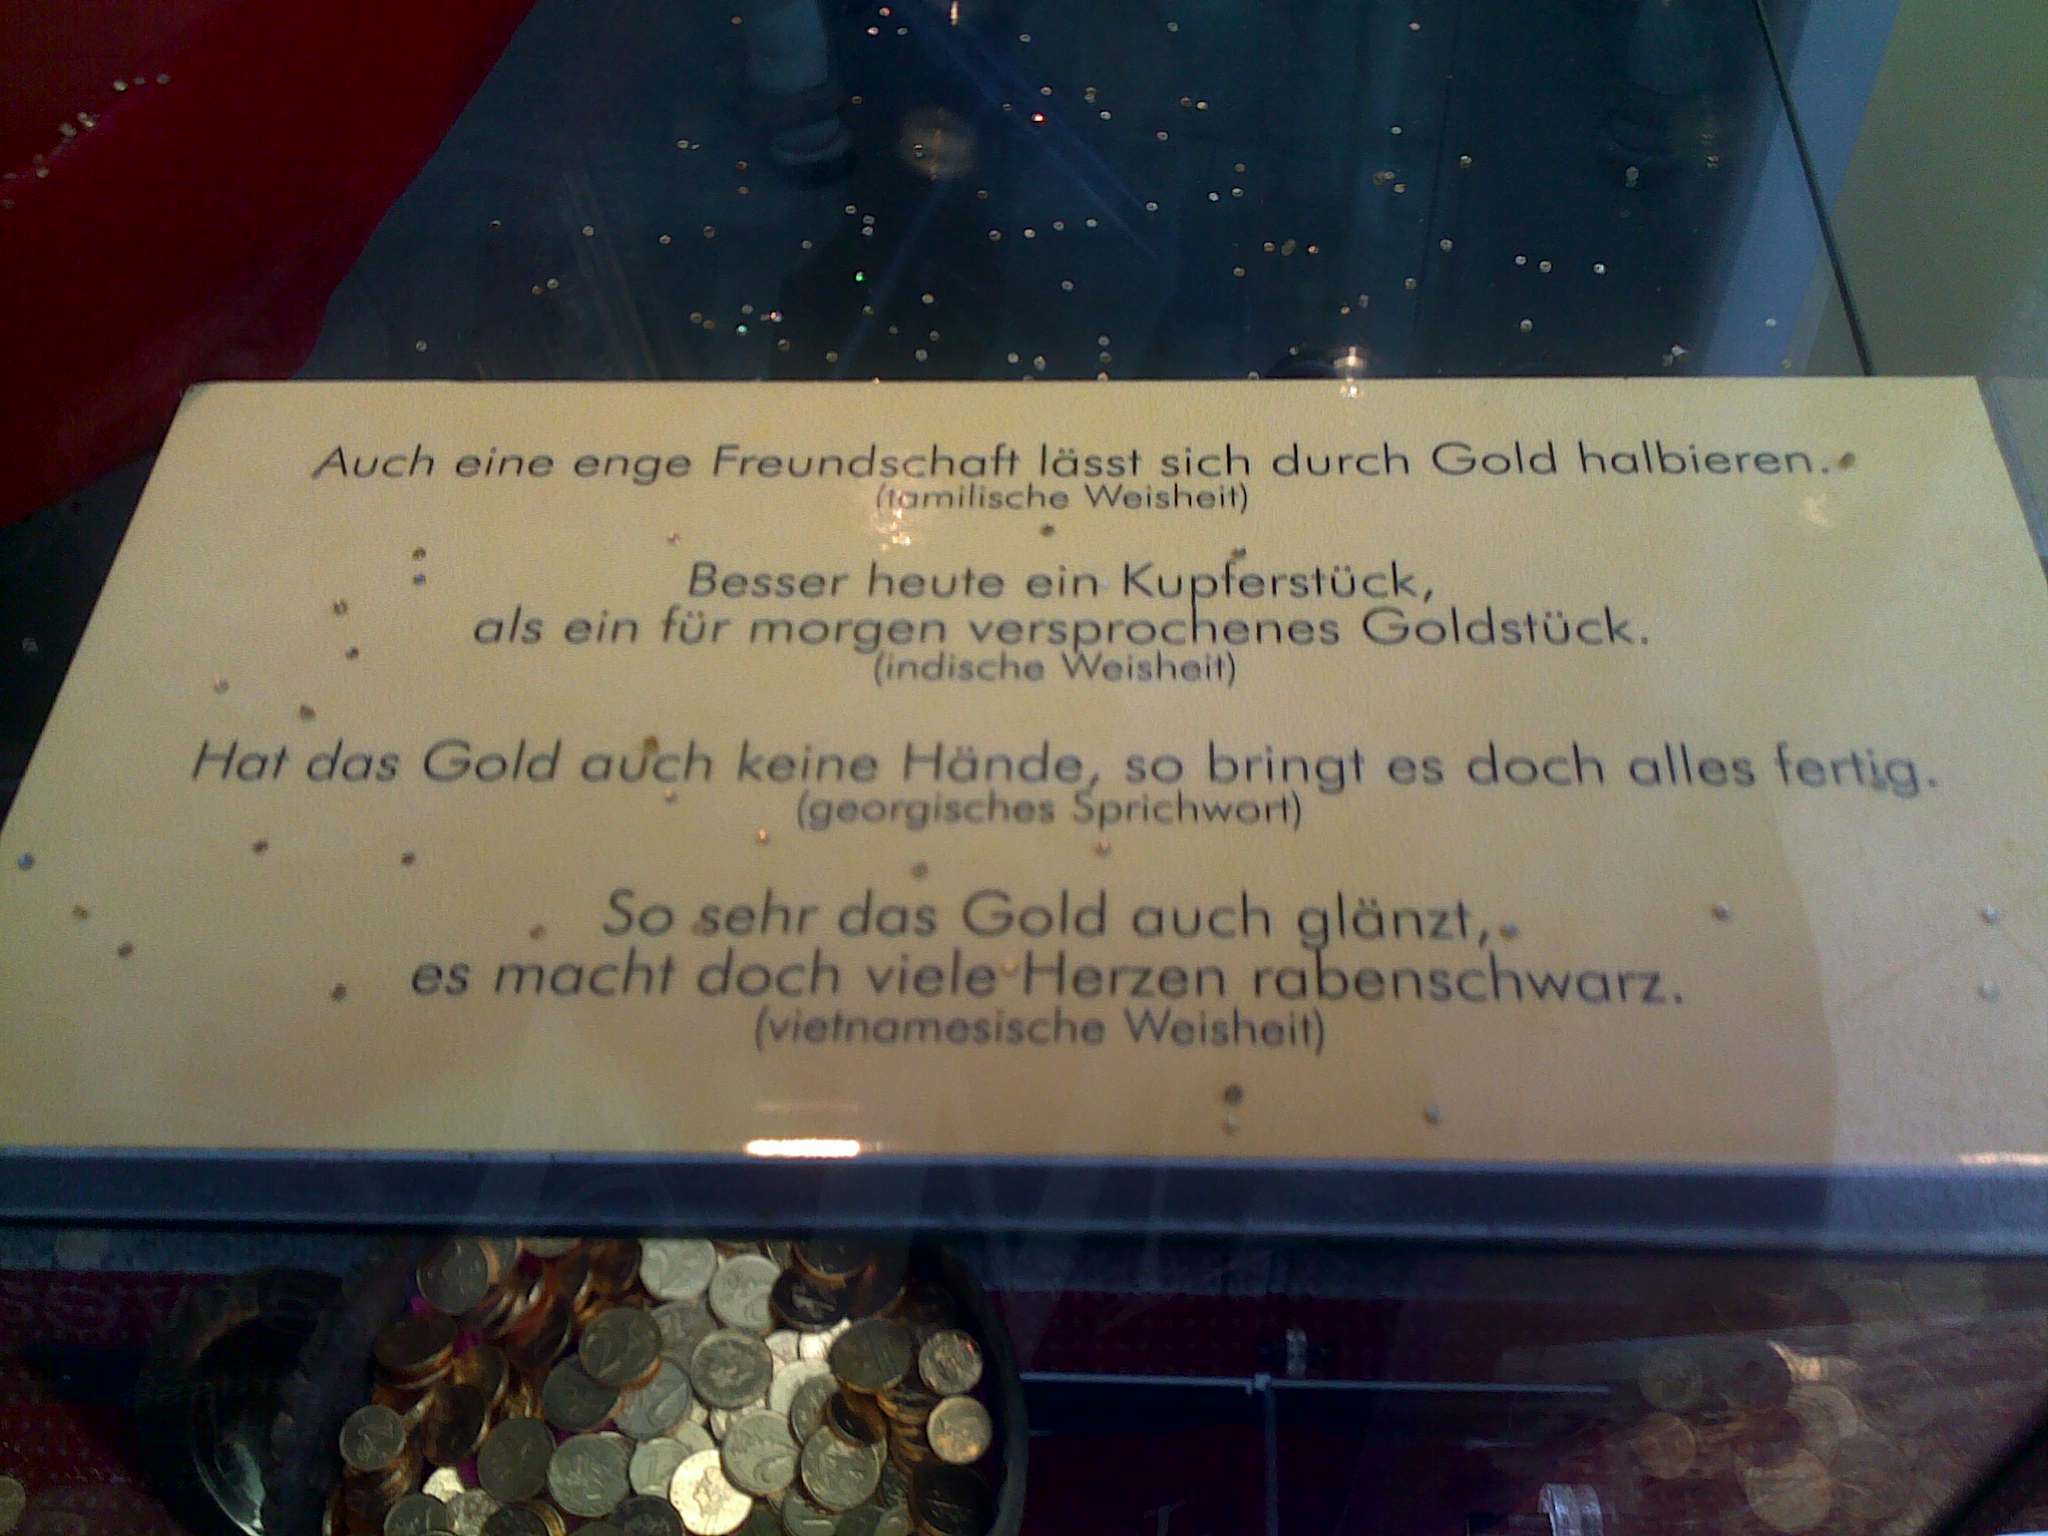 Auch eine enge Freundschaft lässt sich durch Gold halbieren.
(tamilische Weisheit)
Besser heute ein Kupferstück,
als ein für morgen versprochenes Goldstück.
(indische Weisheit)
Hat das Gold auch keine Hände, so bringt es doch alles fertig.
(georgisches Sprichwort)
So sehr das Gold auch glänzt,
es macht doch viele Herzen rabenschwarz.
(vietnamesische Weisheit)